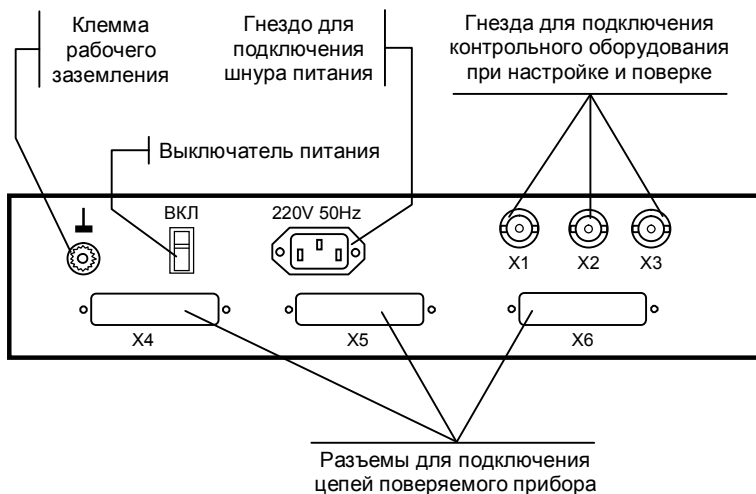 Клемма
рабочего
заземления
Гнездо для
подключения
шнура питания
Гнезда для подключения
контрольного оборудования
при настройке и поверке
Выключатель питания
ВКЛ
220V 50Hz
X1
X2
X3
X4
X5
X6
Разъемы для подключения
цепей поверяемого прибора